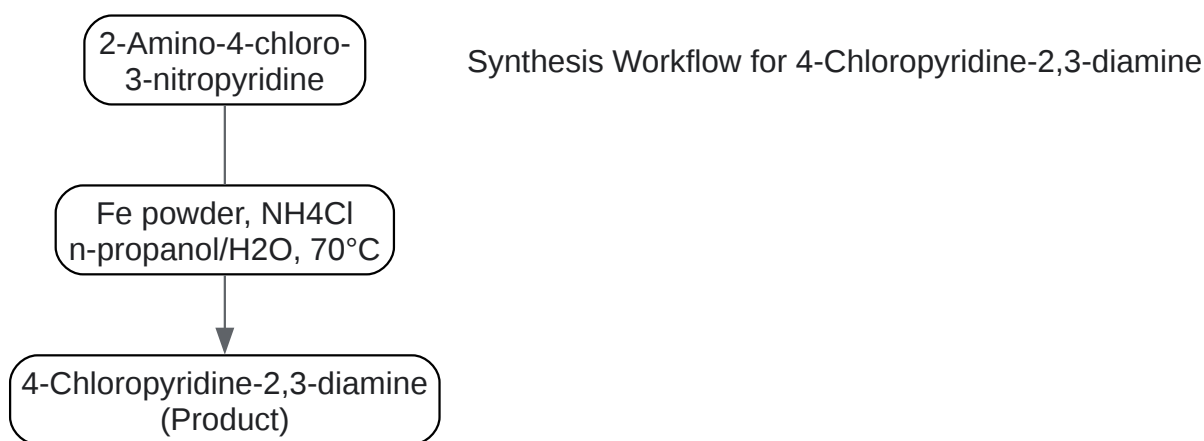 2-Amino-4-chloro-
3-nitropyridine
Synthesis Workflow for 4-Chloropyridine-2,3-diamine
Fe powder, NH4Cl
n-propanol/H2O, 70°C
4-Chloropyridine-2,3-diamine
(Product)